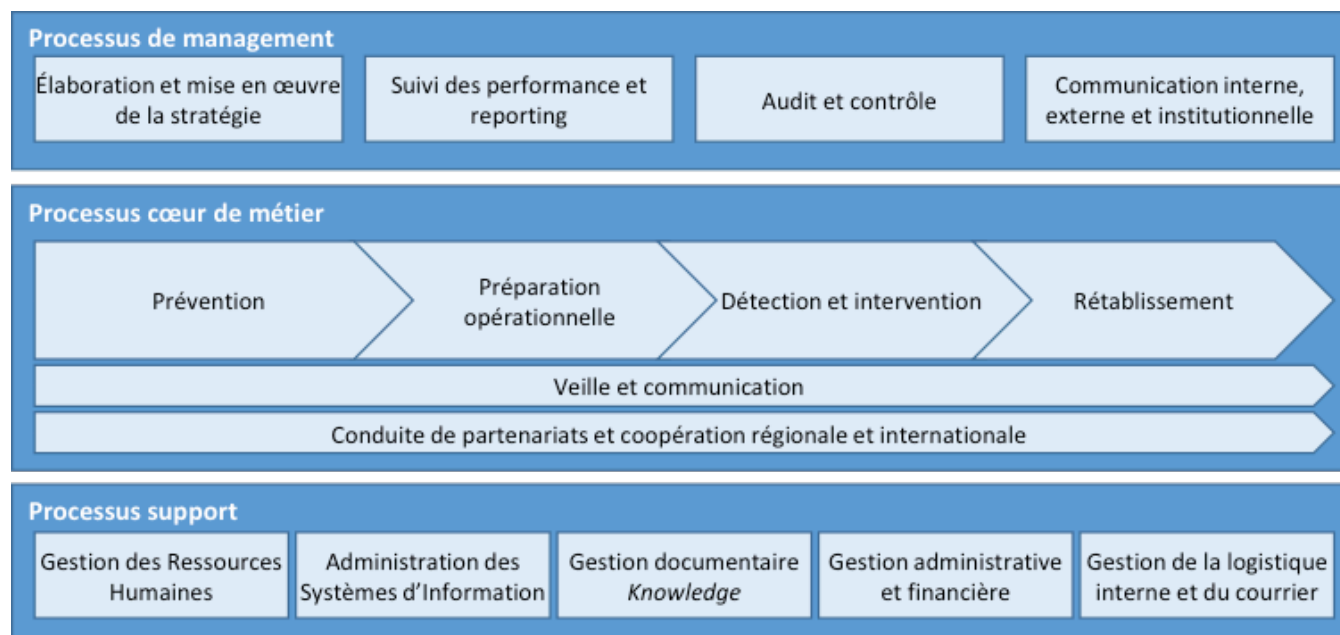 Processus de management
Élaboration et mise en œuvre
de la stratégie
Suivi des performance et
reporting
Audit et contrôle
Communication interne,
externe et institutionnelle
Processus cœur de métier
Prévention
Préparation
opérationnelle
Détection et intervention
Rétablissement
Veille et communication
Conduite de partenariats et coopération régionale et internationale
Processus support
Gestion des Ressources
Humaines
Administration des
Systèmes d’Information
Gestion documentaire
Knowledge
Gestion administrative
et financière
Gestion de la logistique
interne et du courrier